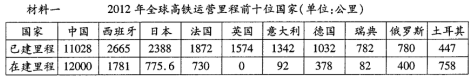 材料一 2012年全球高铁运营里程前十位国家(单位:公里)
国家 中国 西班牙 日本 法国 英国 意大利 德国 瑞典 俄罗斯 土耳其
已建里程 11028 2665 2388 1872 1574 1342 1032 782 780 447
在建里程 12000 1781 775.6 730 0 92 378 82 400 758